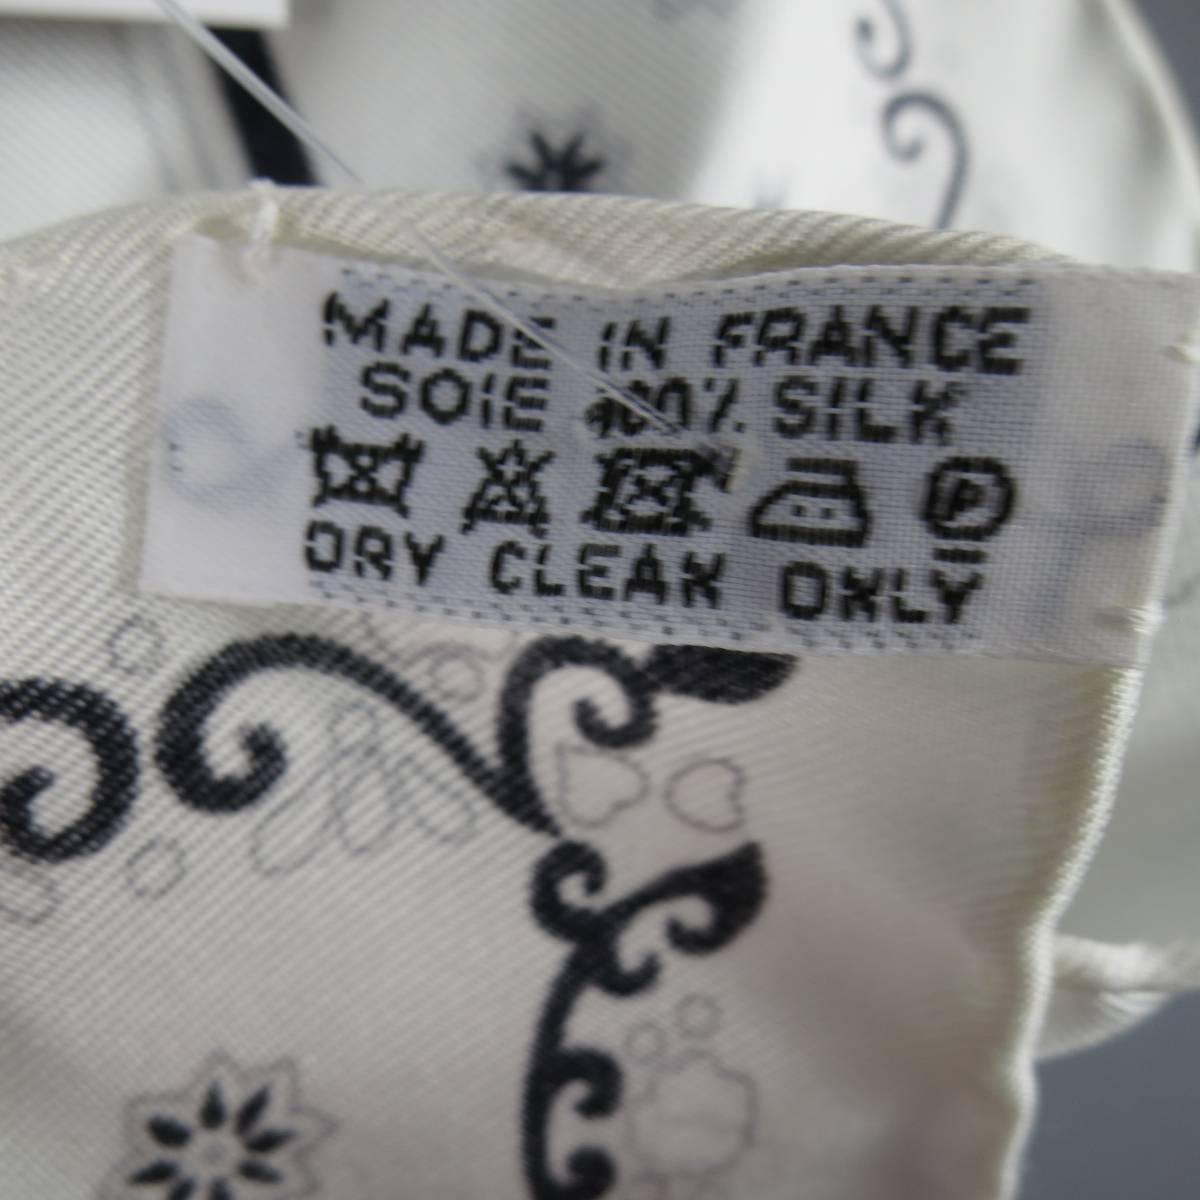 MADE IN FRANCE
SOIE 100% SILK
P
DRY CLEAN ONLY